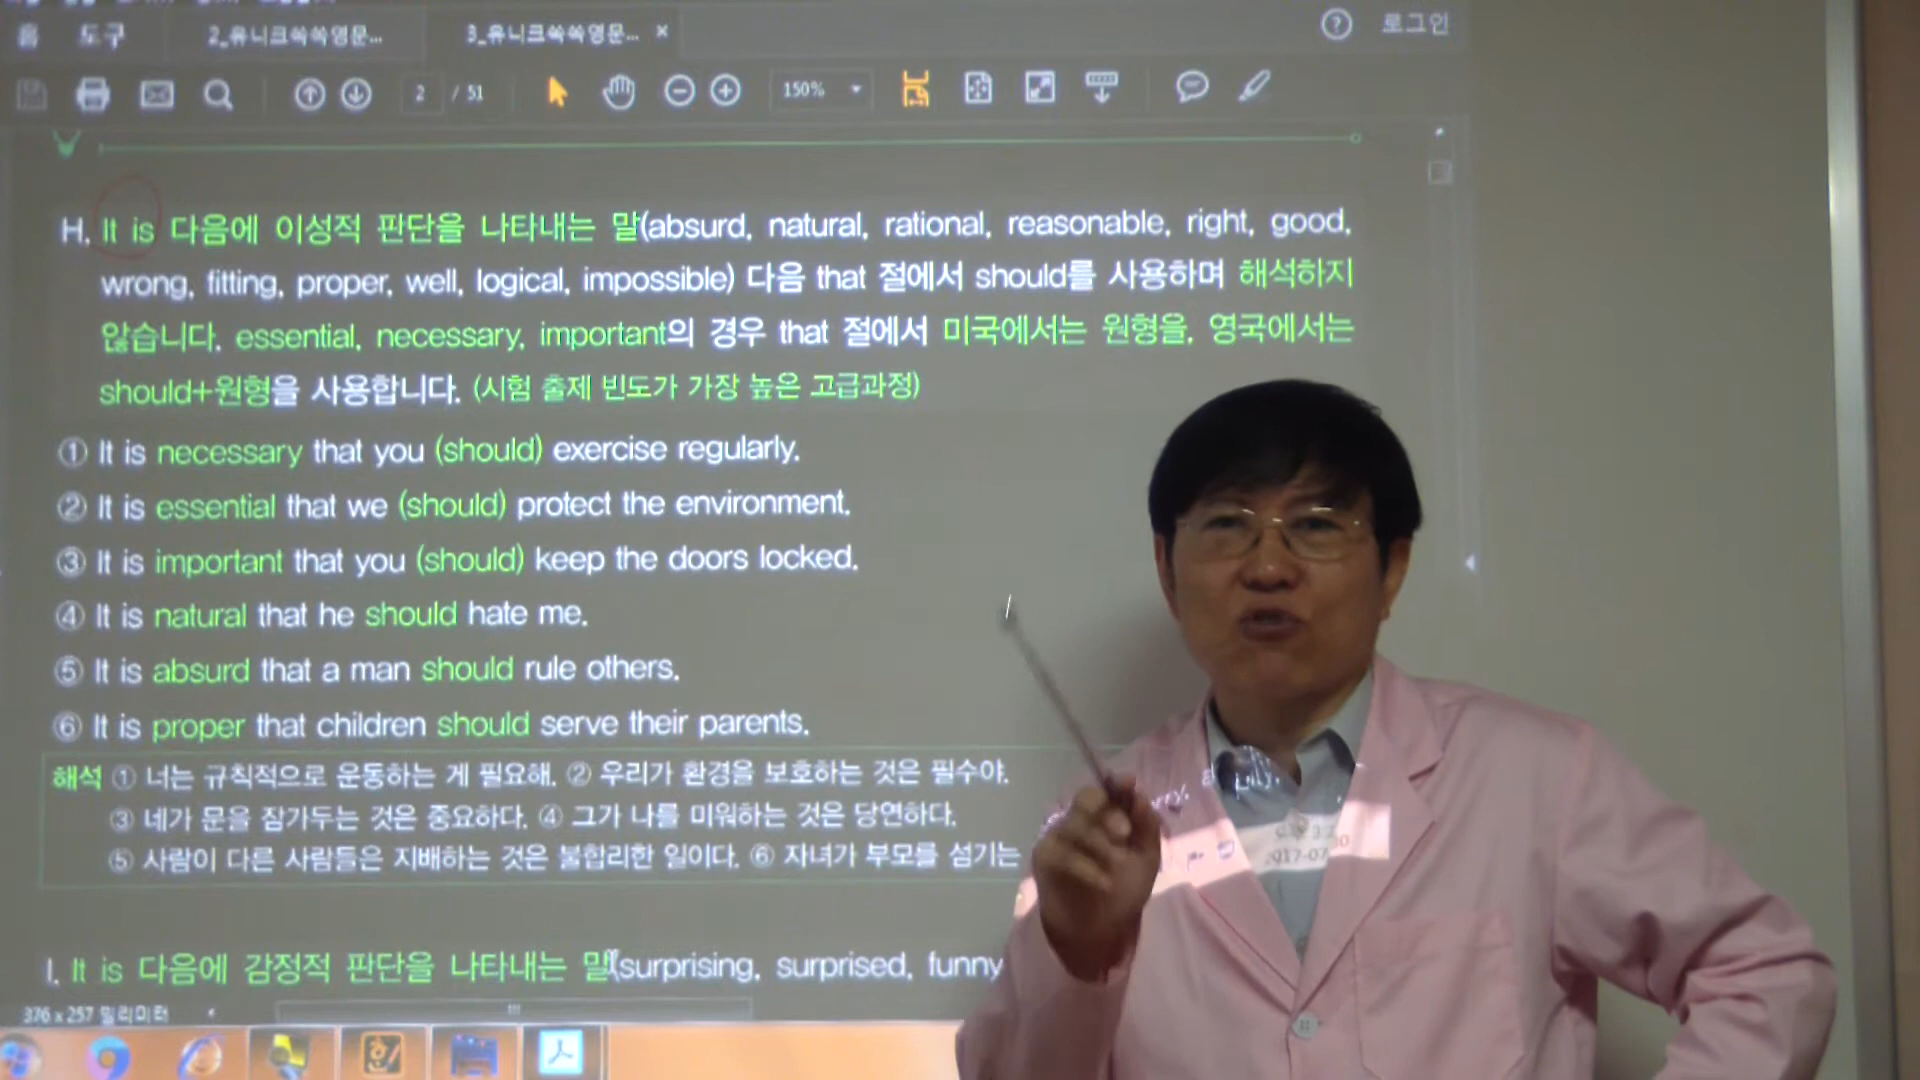 홈 도구 2_유니크쏙쏙영문... 3_유니크쏙쏙영문... × ? 로그인
2 / 51 150%
H. It is 다음에 이성적 판단을 나타내는 말(absurd, natural, rational, reasonable, right, good,
wrong, fitting, proper, well, logical, impossible) 다음 that 절에서 should를 사용하며 해석하지
않습니다. essential, necessary, important의 경우 that 절에서 미국에서는 원형을, 영국에서는
should+원형을 사용합니다. (시험 출제 빈도가 가장 높은 고급과정)
① It is necessary that you (should) exercise regularly.
② It is essential that we (should) protect the environment.
③ It is important that you (should) keep the doors locked.
④ It is natural that he should hate me.
⑤ It is absurd that a man should rule others.
⑥ It is proper that children should serve their parents.
해석 ① 너는 규칙적으로 운동하는 게 필요해. ② 우리가 환경을 보호하는 것은 필수야.
③ 네가 문을 잠가두는 것은 중요하다. ④ 그가 나를 미워하는 것은 당연하다.
⑤ 사람이 다른 사람들은 지배하는 것은 불합리한 일이다. ⑥ 자녀가 부모를 섬기는
I. It is 다음에 감정적 판단을 나타내는 말(surprising, surprised, funny
376 x 257 밀리미터